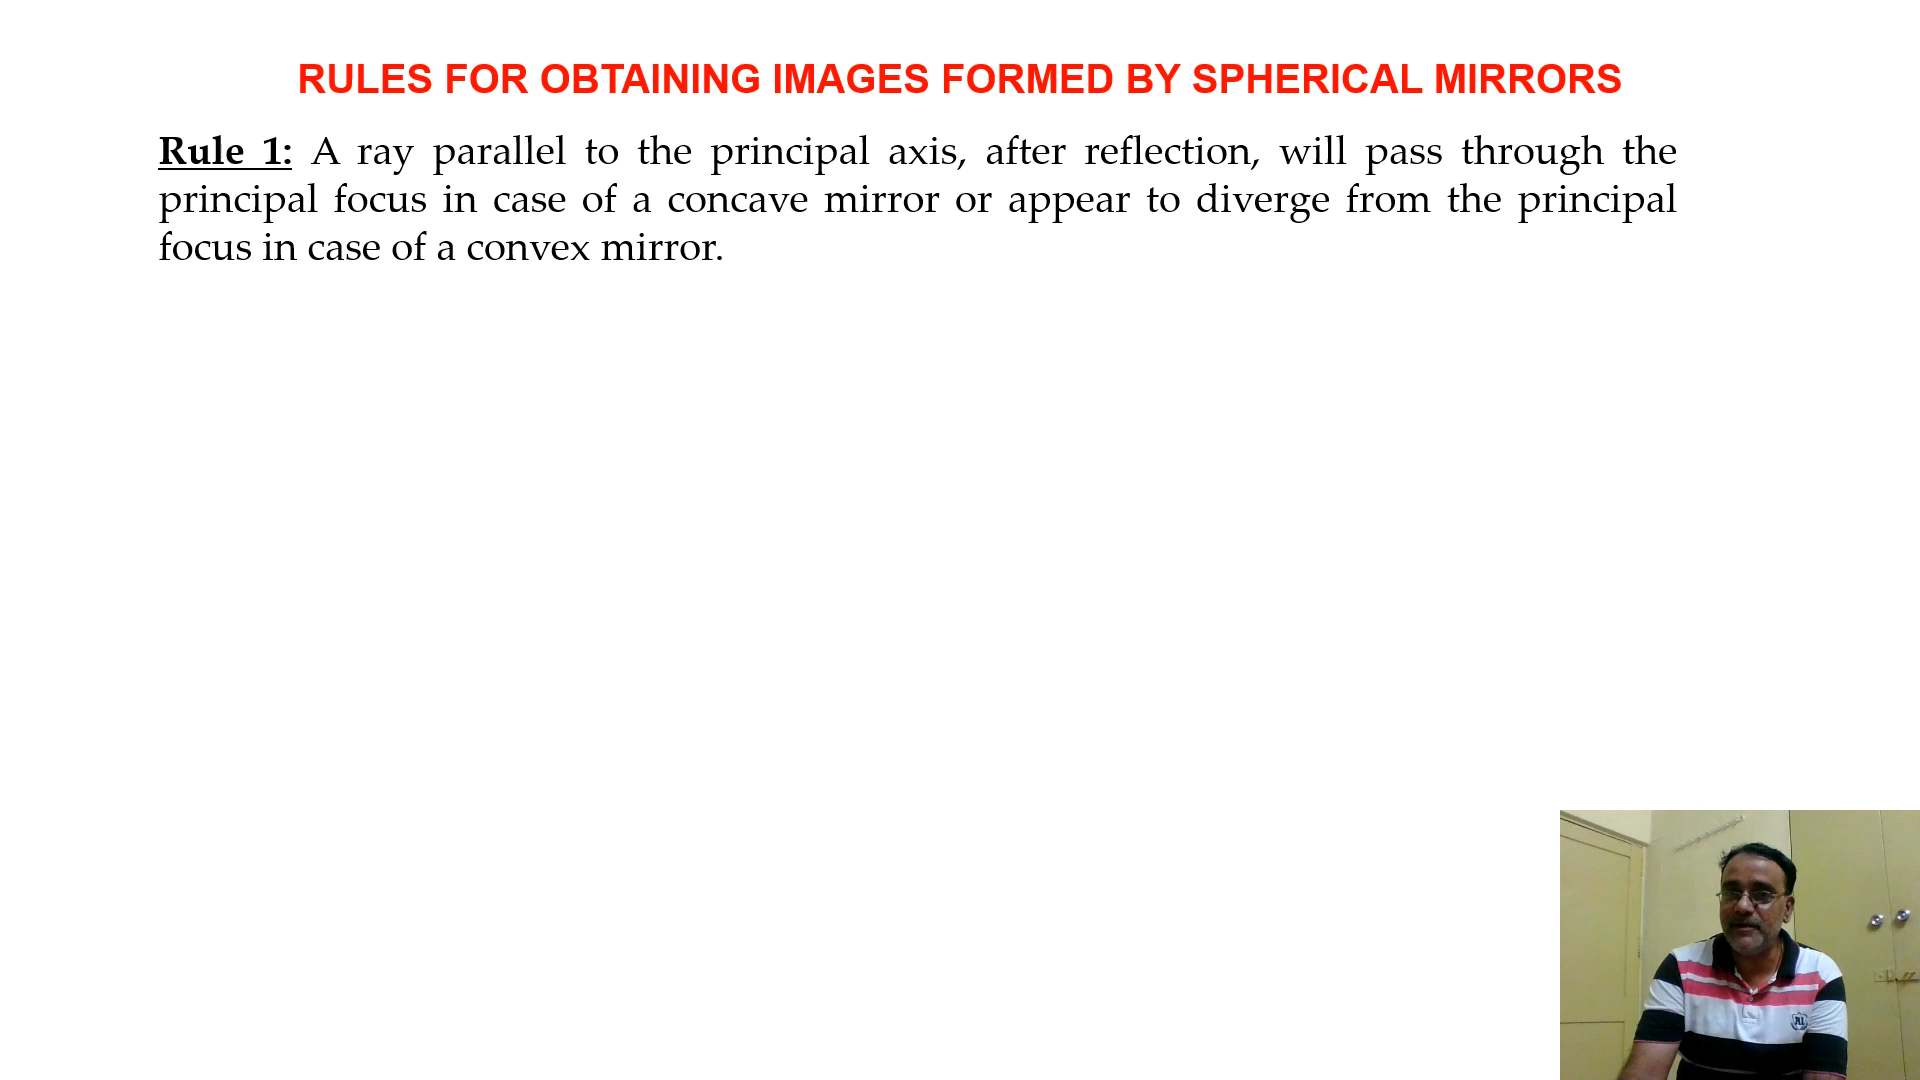 RULES FOR OBTAINING IMAGES FORMED BY SPHERICAL MIRRORS
Rule 1: A ray parallel to the principal axis, after reflection, will pass through the
principal focus in case of a concave mirror or appear to diverge from the principal
focus in case of a convex mirror.